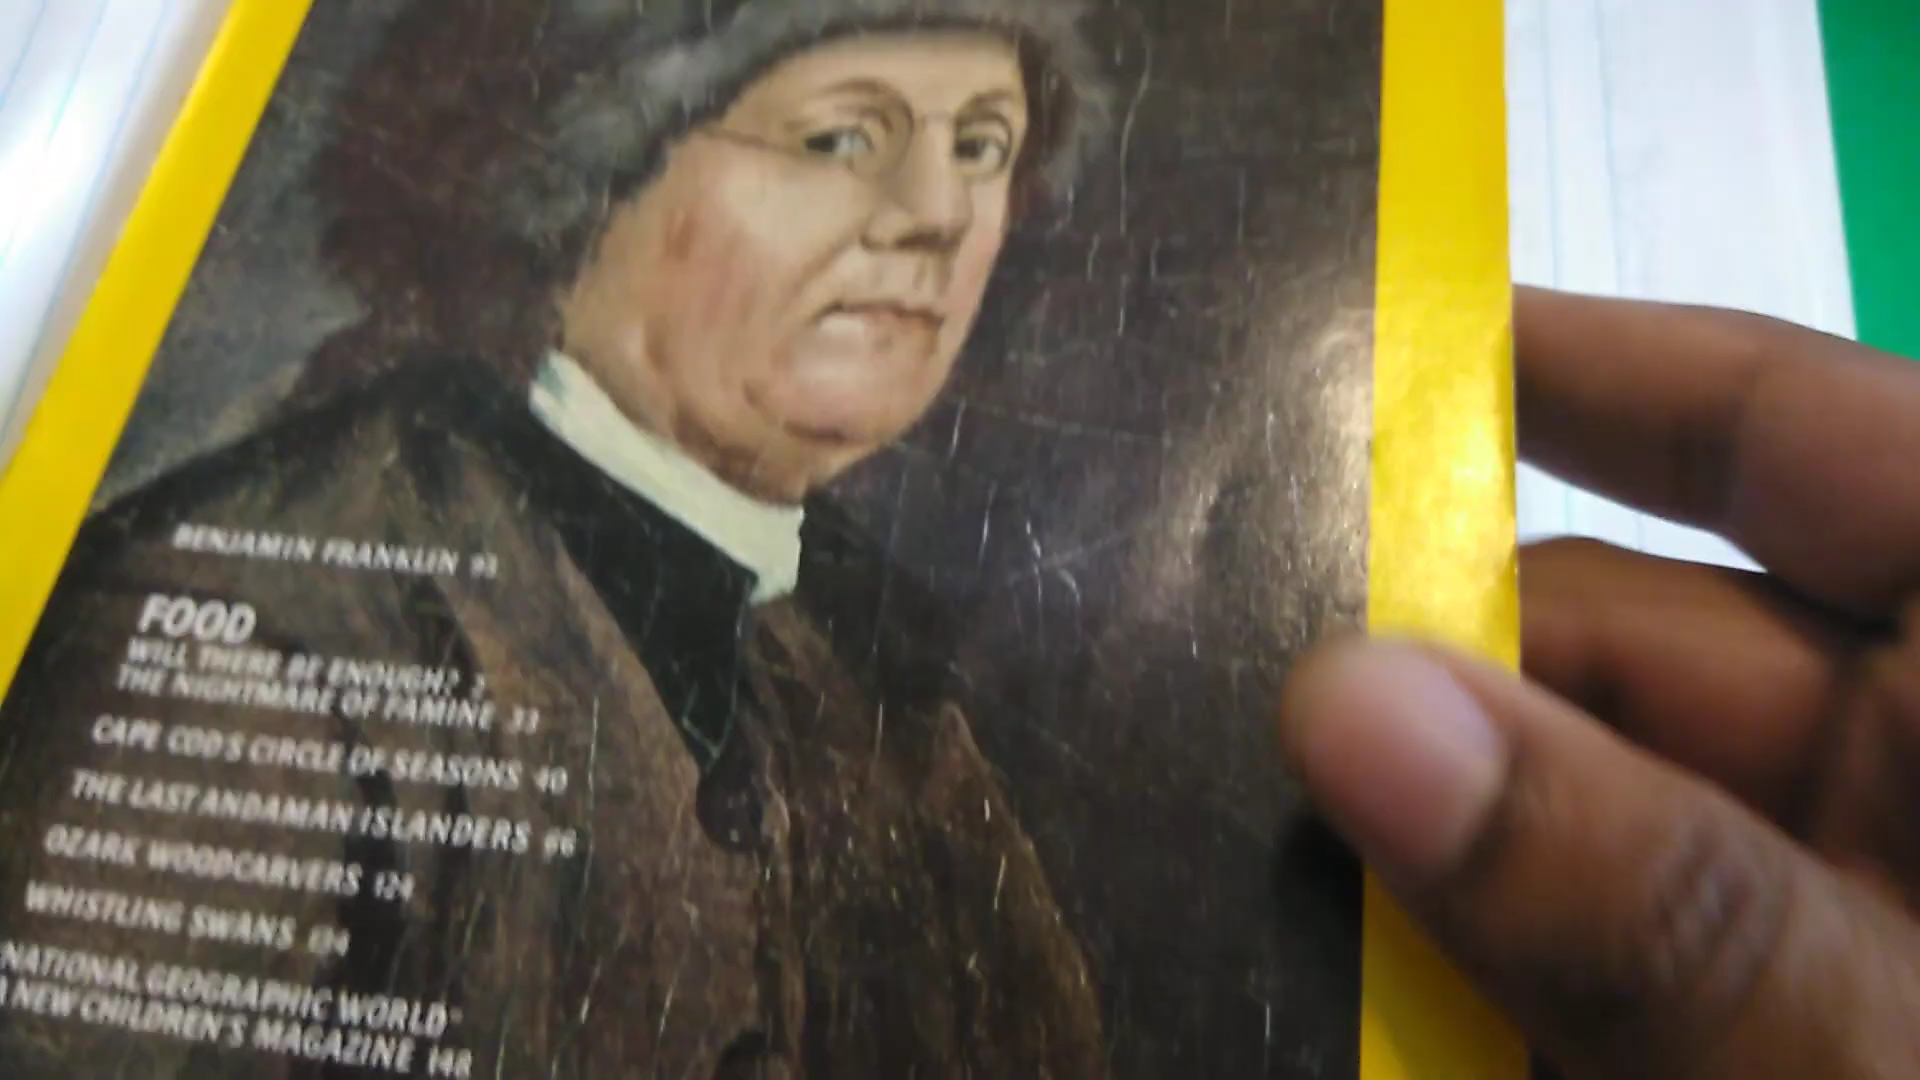 BENJAMIN FRANKLIN 93
FOOD
WILL THERE BE ENOUGH? 2
THE NIGHTMARE OF FAMINE 33
CAPE COD'S CIRCLE OF SEASONS 40
THE LAST ANDAMAN ISLANDERS 66
OZARK WOODCARVERS 124
WHISTLING SWANS 134
NATIONAL GEOGRAPHIC WORLD
A NEW CHILDREN'S MAGAZINE 148